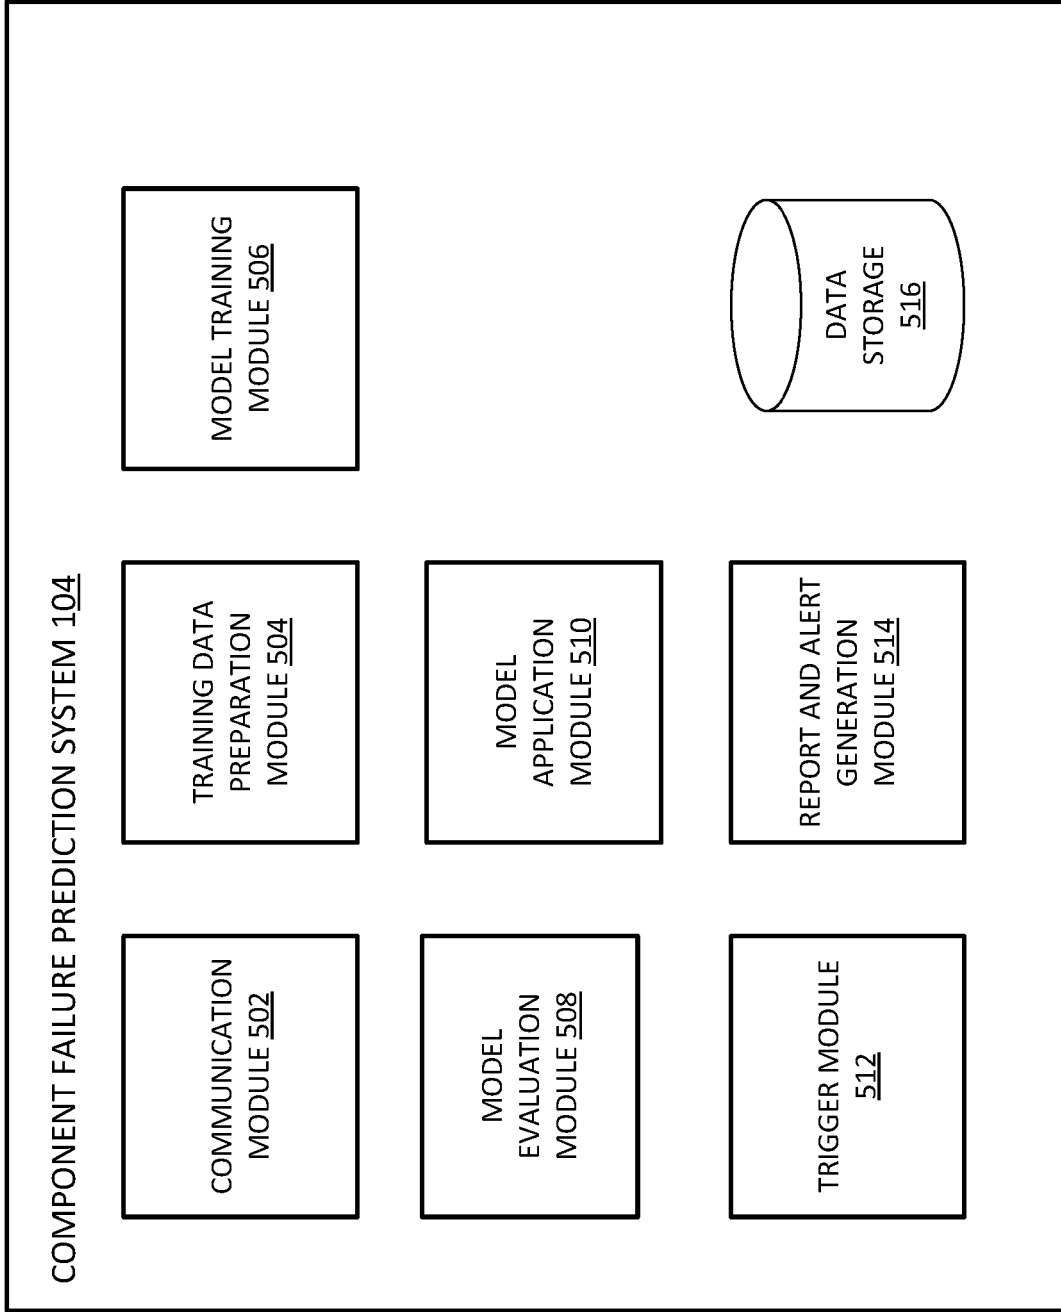 COMPONENT FAILURE PREDICTION SYSTEM 104
COMMUNICATION
MODULE 502
TRAINING DATA
PREPARATION
MODULE 504
MODEL TRAINING
MODULE 506
MODEL
EVALUATION
MODULE 508
MODEL
APPLICATION
MODULE 510
TRIGGER MODULE
512
REPORT AND ALERT
GENERATION
MODULE 514
DATA
STORAGE
516